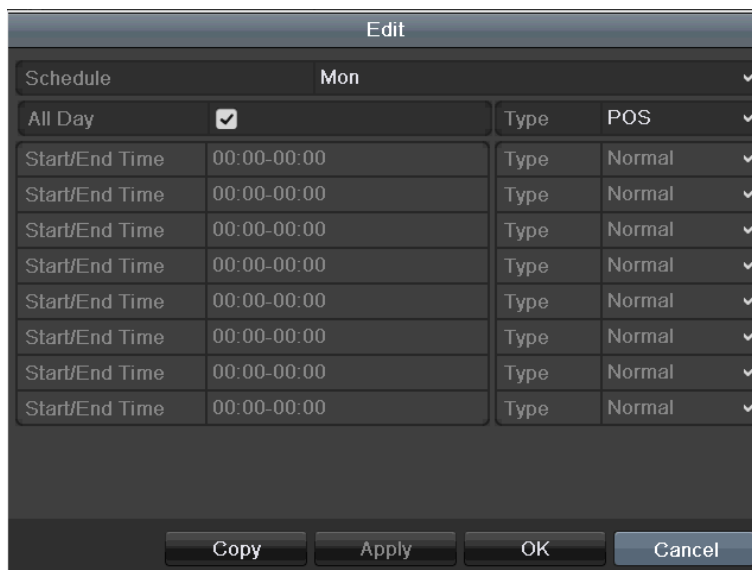 Edit
Schedule Mon
All Day Type POS
Start/End Time 00:00-00:00 Type Normal
Start/End Time 00:00-00:00 Type Normal
Start/End Time 00:00-00:00 Type Normal
Start/End Time 00:00-00:00 Type Normal
Start/End Time 00:00-00:00 Type Normal
Start/End Time 00:00-00:00 Type Normal
Start/End Time 00:00-00:00 Type Normal
Start/End Time 00:00-00:00 Type Normal
Copy Apply OK Cancel